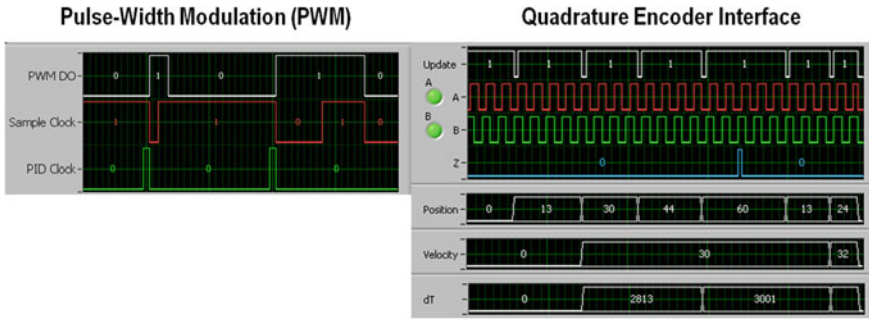 Pulse-Width Modulation (PWM)
PWM DO 0 1 0 1 0
Sample Clock 1 1 0 1 0
PID Clock 0 0 0
Quadrature Encoder Interface
Update 1 1 1 1 1 1 1
A
A
B
B
Z 0 0
Position 0 13 30 44 60 13 24
Velocity 0 30 32
dT 0 2813 3001